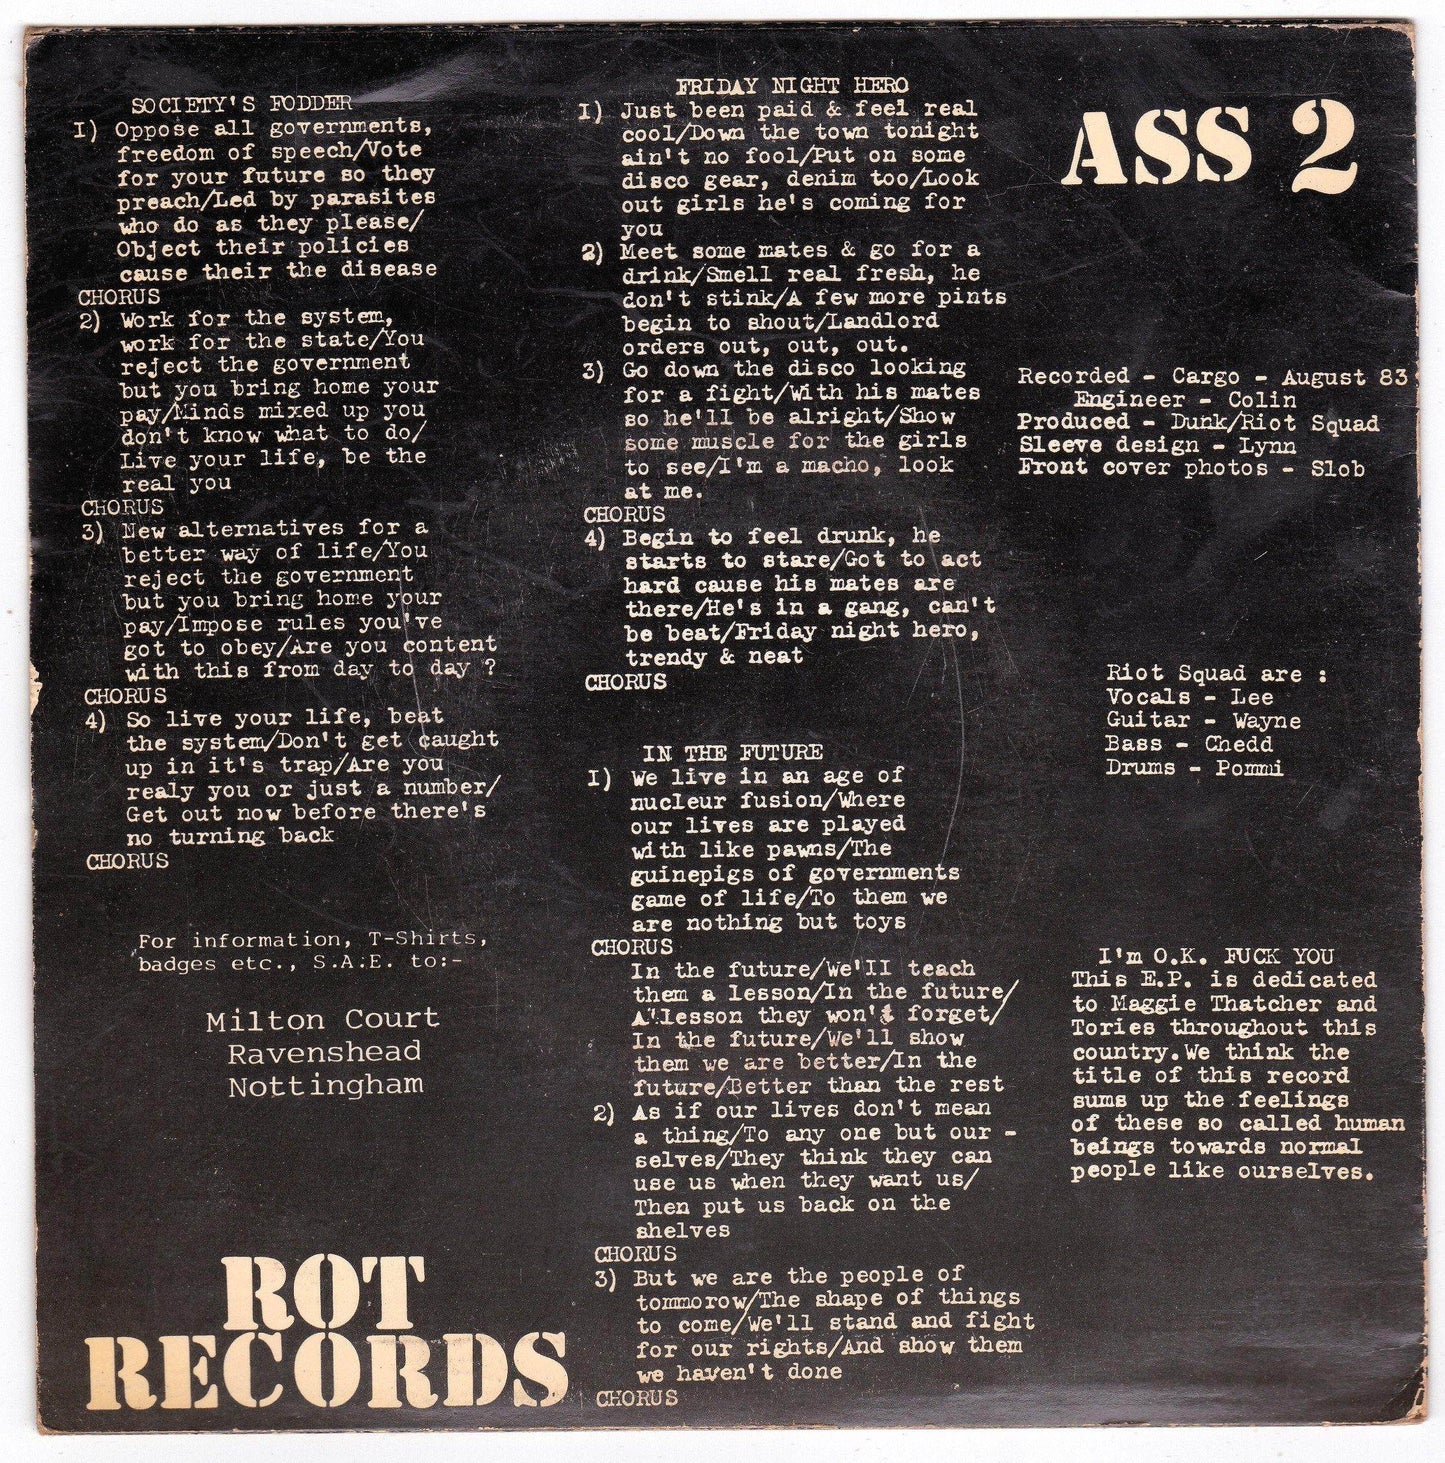 SOCIETY'S FODDER
I) Oppose all governments,
freedom of speech/Vote
for your future so they
preach/Led by parasites
who do as they please/
Object their policies
cause their the disease
CHORUS
2) Work for the system,
work for the state/You
reject the government
but you bring home your
pay/Minds mixed up you
don't know what to do/
Live your life, be the
real you
CHORUS
3) New alternatives for a
better way of life/You
reject the government
but you bring home your
pay/Impose rules you've
got to obey/Are you content
with this from day to day ?
CHORUS
4) So live your life, beat
the system/Don't get caught
up in it's trap/Are you
realy you or just a number/
Get out now before there's
no turning back
CHORUS
For information, T-Shirts,
badges etc., S.A.E. to:-
Milton Court
Ravenshead
Nottingham
ROT
RECORDS
FRIDAY NIGHT HERO
I) Just been paid & feel real
cool/Down the town tonight
ain't no fool/Put on some
disco gear, denim too/Look
out girls he's coming for
you
2) Meet some mates & go for a
drink/Smell real fresh, he
don't stink/A few more pints
begin to shout/Landlord
orders out, out, out.
3) Go down the disco looking
for a fight/With his mates
so he'll be alright/Show
some muscle for the girls
to see/I'm a macho, look
at me.
CHORUS
4) Begin to feel drunk, he
starts to stare/Got to act
hard cause his mates are
there/He's in a gang, can't
be beat/Friday night hero,
trendy & neat
CHORUS
IN THE FUTURE
I) We live in an age of
nucleur fusion/Where
our lives are played
with like pawns/The
guinepigs of governments
game of life/To them we
are nothing but toys
CHORUS
In the future/We'II teach
them a lesson/In the future/
A lesson they won't forget/
In the future/We'll show
them we are better/In the
future/Better than the rest
2) As if our lives don't mean
a thing/To any one but our -
selves/They think they can
use us when they want us/
Then put us back on the
shelves
CHORUS
3) But we are the people of
tommorow/The shape of things
to come/We'll stand and fight
for our rights/And show them
we haven't done
CHORUS
ASS 2
Recorded - Cargo - August 83
Engineer - Colin
Produced - Dunk/Riot Squad
Sleeve design - Lynn
Front cover photos - Slob
Riot Squad are :
Vocals - Lee
Guitar - Wayne
Bass - Chedd
Drums - Pommi
I'm O.K. FUCK YOU
This E.P. is dedicated
to Maggie Thatcher and
Tories throughout this
country.We think the
title of this record
sums up the feelings
of these so called human
beings towards normal
people like ourselves.